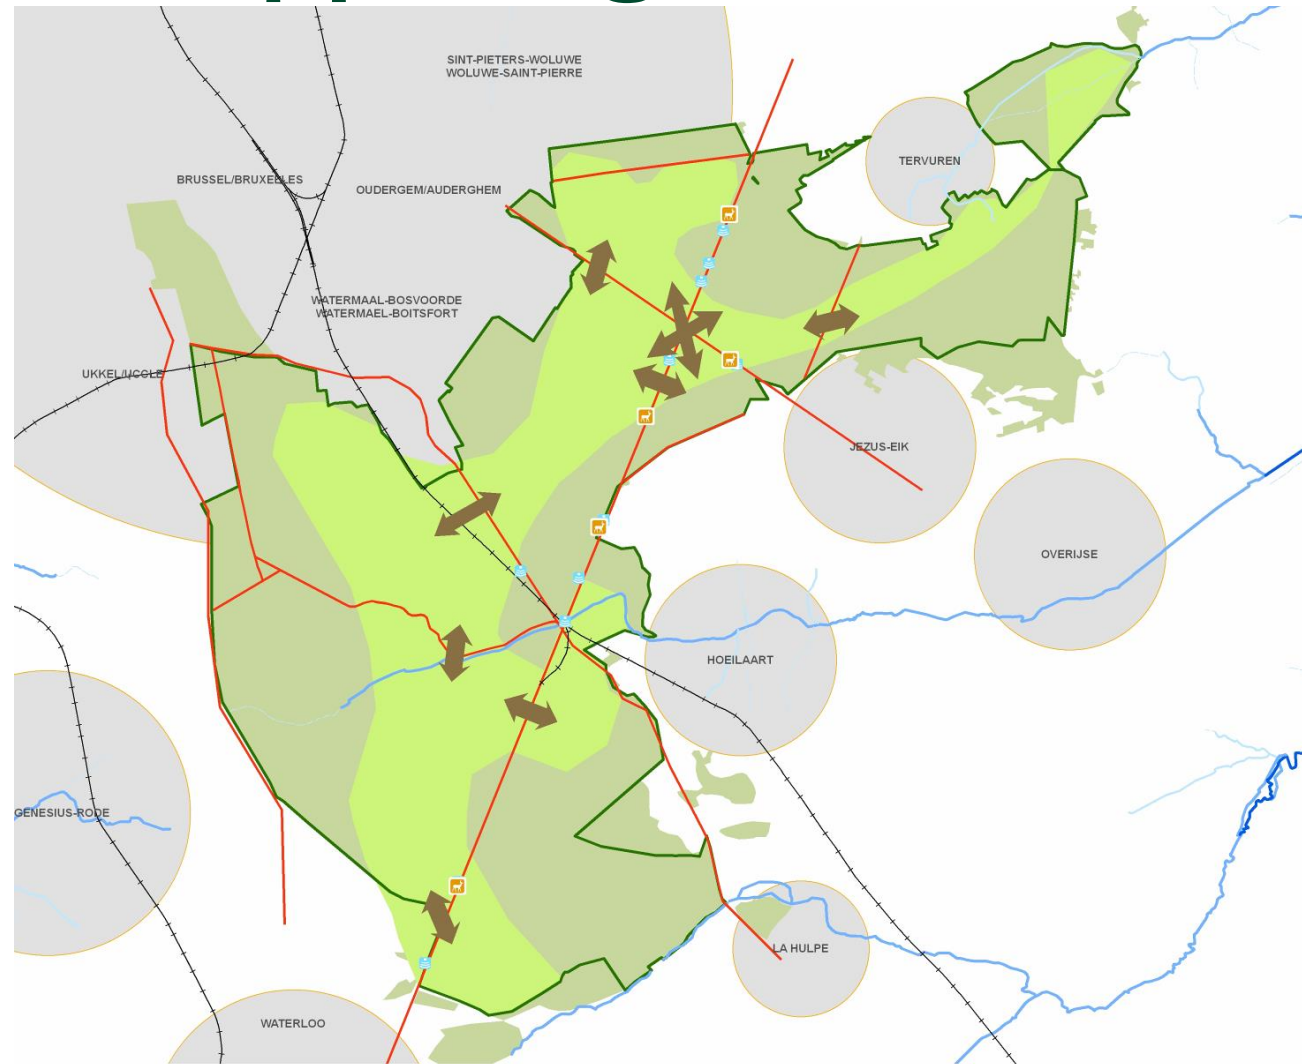 SINT-PIETERS-WOLUWE
WOLUWE-SAINT-PIERRE
TERVUREN
BRUSSEL/BRUXELLES
OUDERGEM/AUDERGHEM
WATERMAAL-BOSVOORDE
WATERMAEL-BOITSFORT
UKKEL/UCCLE
JEZUS-EIK
OVERIJSE
HOEILAART
GENESIUS-RODE
LA HULPE
WATERLOO